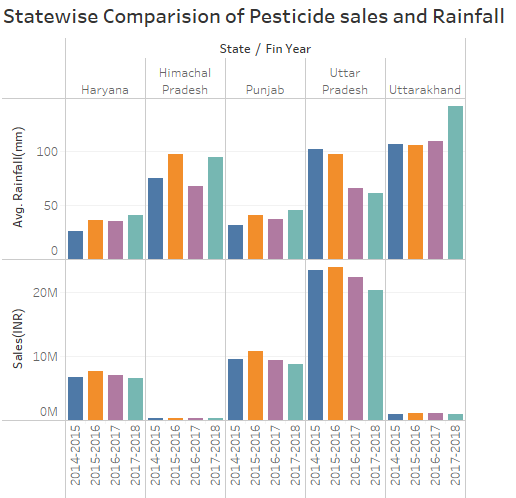 Statewise Comparision of Pesticide sales and Rainfall
State / Fin Year
Haryana
Himachal
Pradesh
Punjab
Uttar
Pradesh
Uttarakhand
Avg. Rainfall(mm)
100
50
0
Sales(INR)
20M
10M
0M
2014-2015
2015-2016
2016-2017
2017-2018
2014-2015
2015-2016
2016-2017
2017-2018
2014-2015
2015-2016
2016-2017
2017-2018
2014-2015
2015-2016
2016-2017
2017-2018
2014-2015
2015-2016
2016-2017
2017-2018